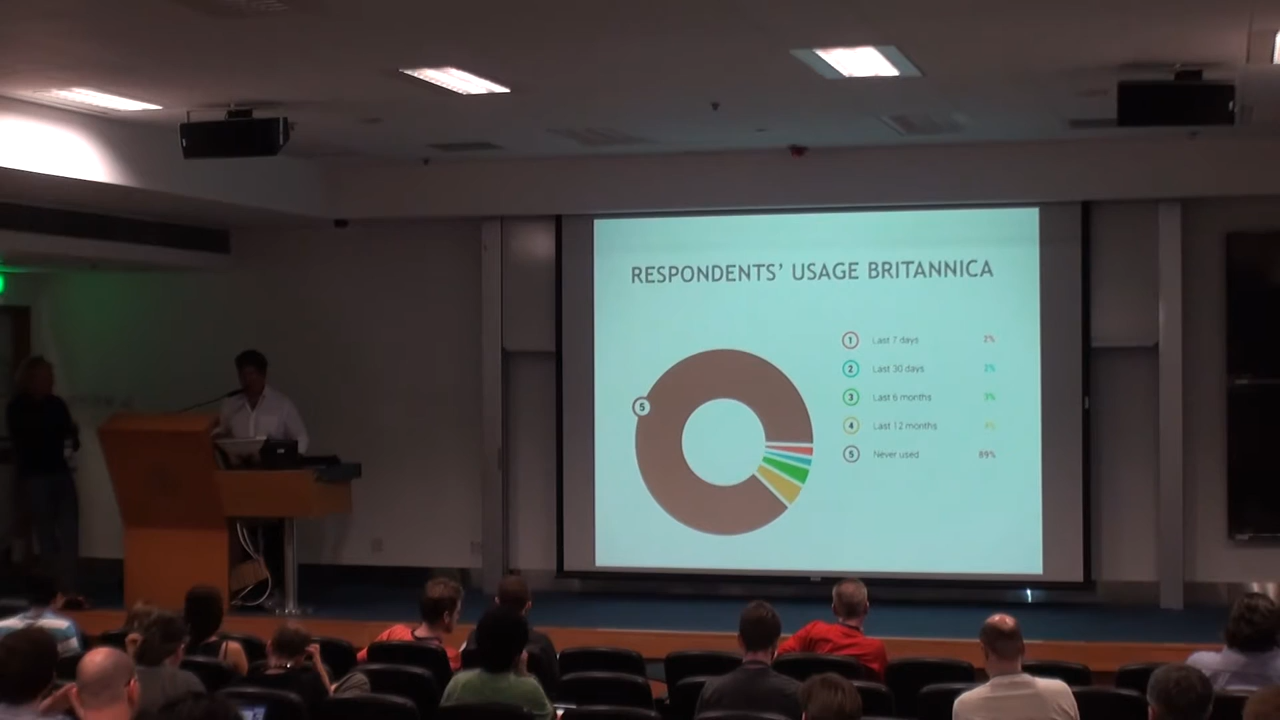 RESPONDENTS' USAGE BRITANNICA
1 Last 7 days 2%
2 Last 30 days 2%
3 Last 6 months 3%
4 Last 12 months
5 Never used 89%
5